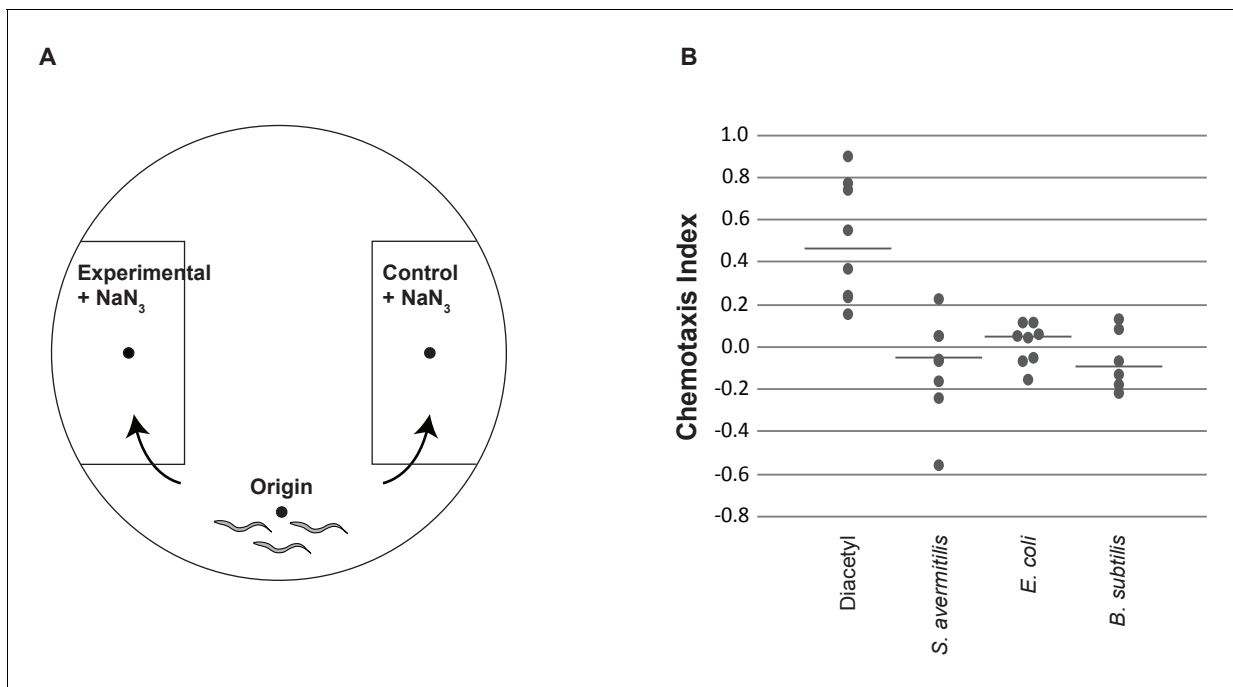 A
Experimental
+ NaN₃
Control
+ NaN₃
Origin
B
Chemotaxis Index
1.0
0.8
0.6
0.4
0.2
0.0
-0.2
-0.4
-0.6
-0.8
Diacetyl
S. avermitilis
E. coli
B. subtilis